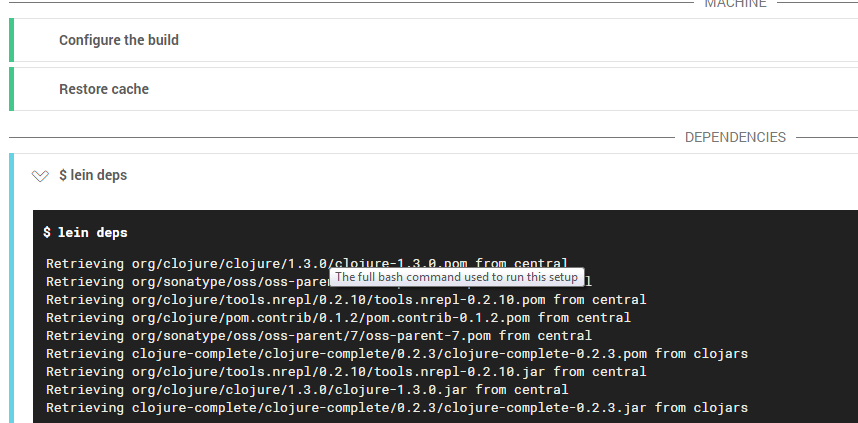 MACHINE
Configure the build
Restore cache
DEPENDENCIES
$ lein deps
$ lein deps
Retrieving org/clojure/clojure/1.3.0/clojure-1.3.0.pom from central
Retrieving org/sonatype/oss/oss-paren
The full bash command used to run this setup
Retrieving org/clojure/tools.nrepl/0.2.10/tools.nrepl-0.2.10.pom from central
Retrieving org/clojure/pom.contrib/0.1.2/pom.contrib-0.1.2.pom from central
Retrieving org/sonatype/oss/oss-parent/7/oss-parent-7.pom from central
Retrieving clojure-complete/clojure-complete/0.2.3/clojure-complete-0.2.3.pom from clojars
Retrieving org/clojure/tools.nrepl/0.2.10/tools.nrepl-0.2.10.jar from central
Retrieving org/clojure/clojure/1.3.0/clojure-1.3.0.jar from central
Retrieving clojure-complete/clojure-complete/0.2.3/clojure-complete-0.2.3.jar from clojars